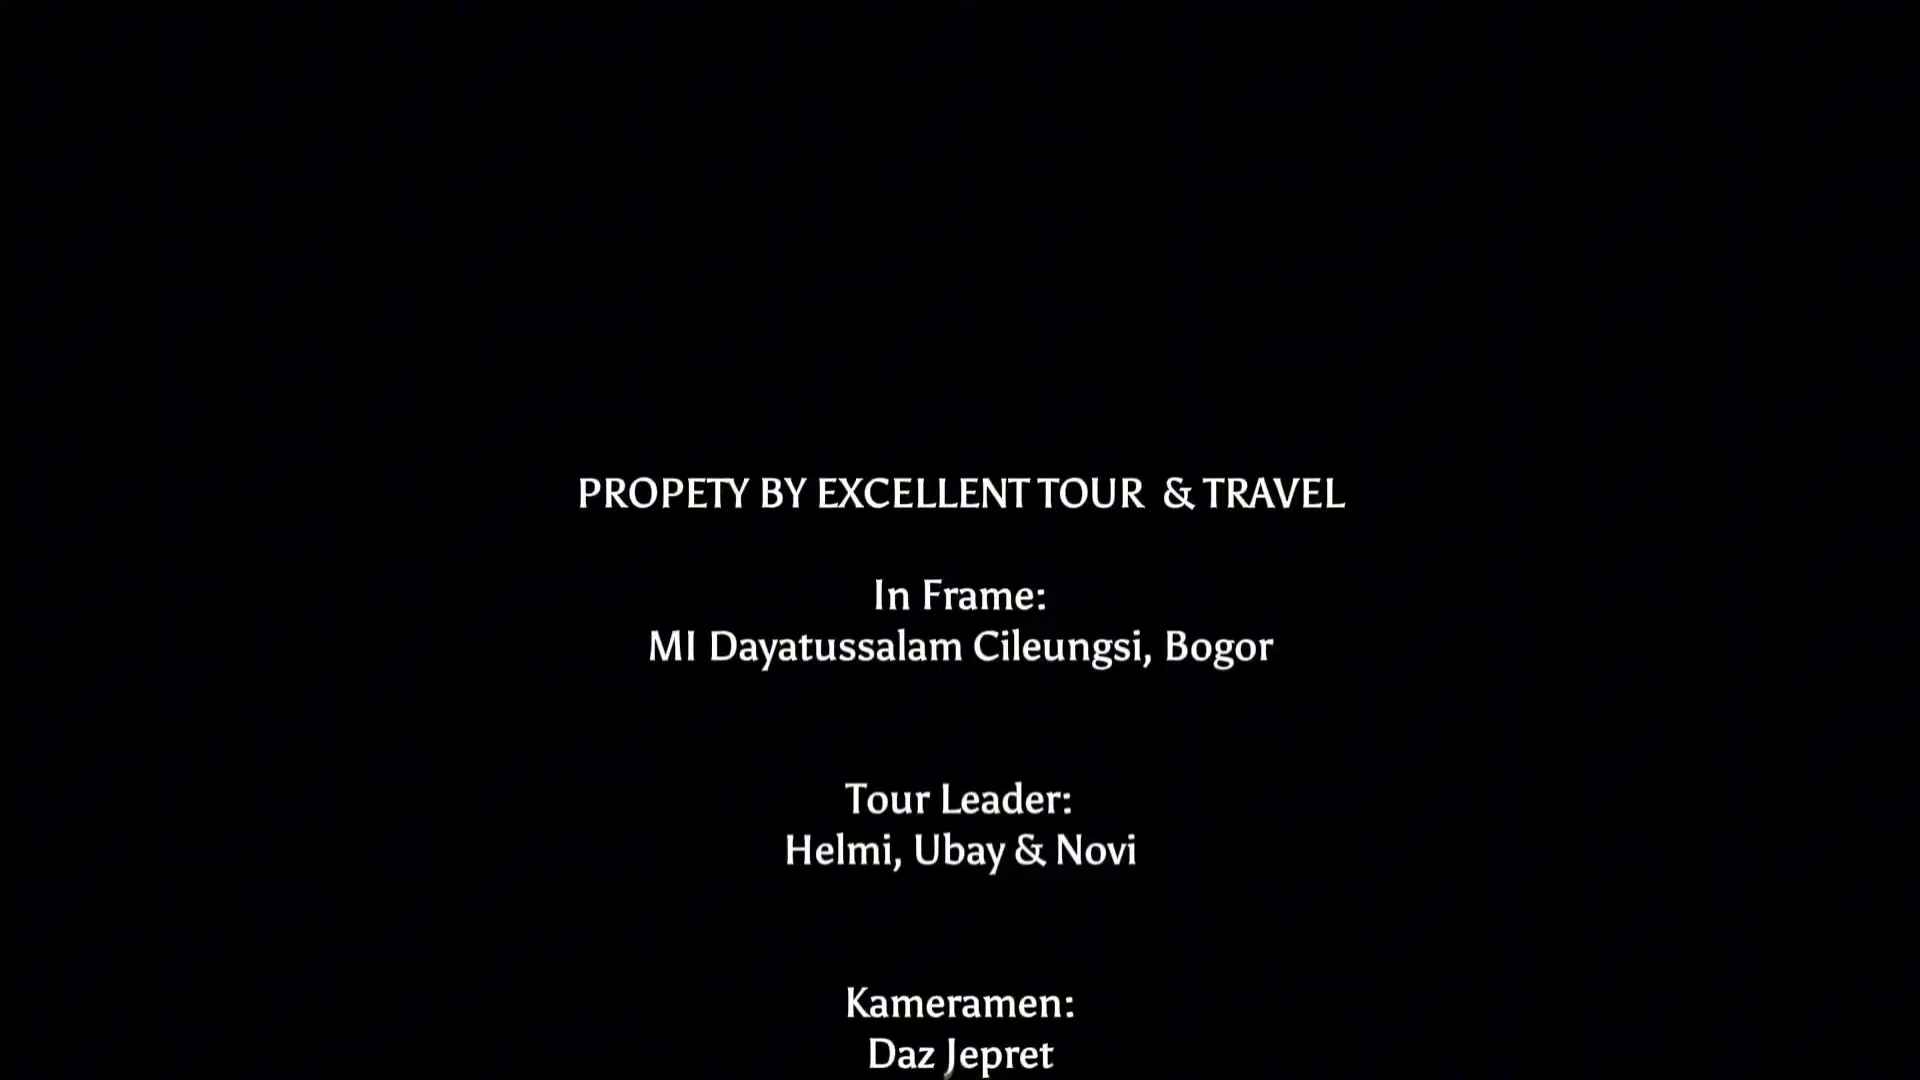 PROPETY BY EXCELLENT TOUR & TRAVEL
In Frame:
MI Dayatussalam Cileungsi, Bogor
Tour Leader:
Helmi, Ubay & Novi
Kameramen:
Daz Jepret